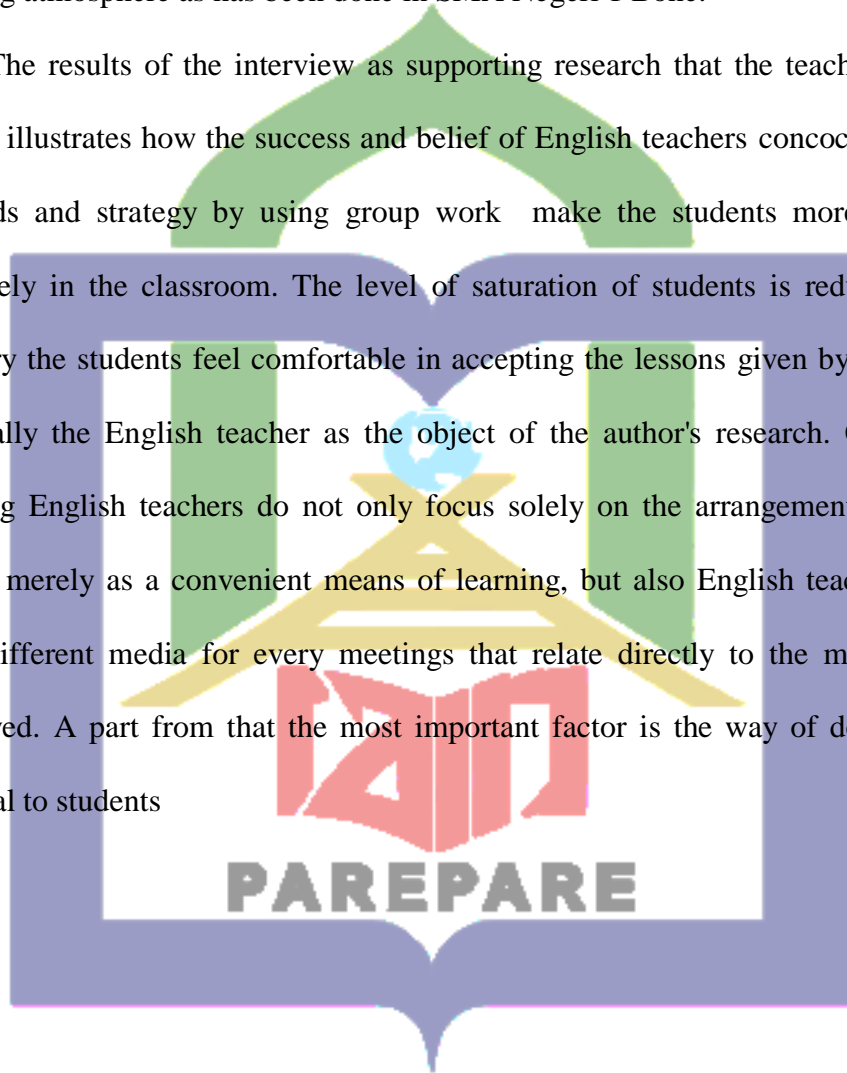 g atmosphere as has been done in SMA Negeri 1 Bone.
The results of the interview as supporting research that the teach
illustrates how the success and belief of English teachers concoc
ds and strategy by using group work make the students more
ely in the classroom. The level of saturation of students is red
ry the students feel comfortable in accepting the lessons given by
ally the English teacher as the object of the author's research.
g English teachers do not only focus solely on the arrangement
merely as a convenient means of learning, but also English teac
ifferent media for every meetings that relate directly to the m
ed. A part from that the most important factor is the way of d
al to students
iain
PAREPARE